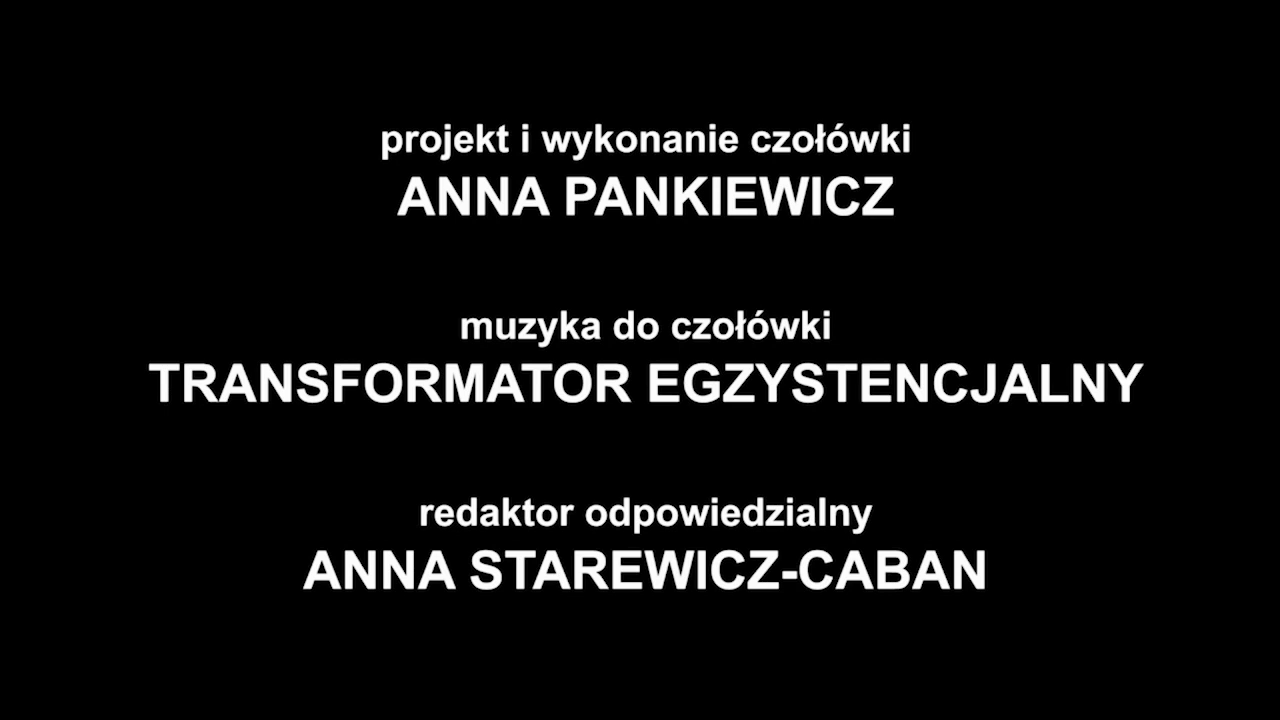 projekt i wykonanie czołówki
ANNA PANKIEWICZ
muzyka do czołówki
TRANSFORMATOR EGZYSTENCJALNY
redaktor odpowiedzialny
ANNA STAREWICZ-CABAN